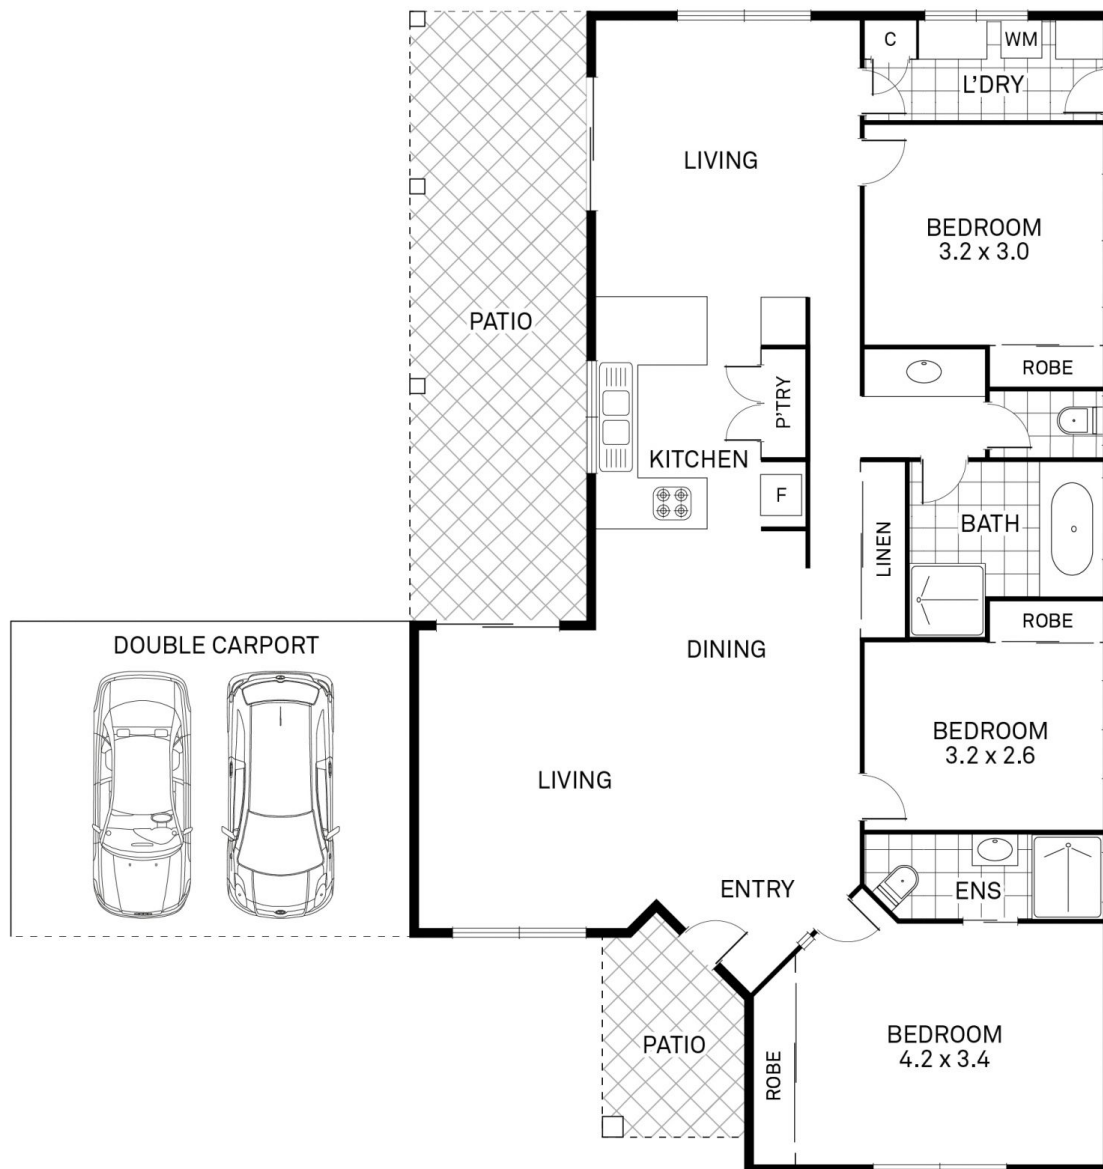 C
WM
L'DRY
LIVING
BEDROOM
3.2 x 3.0
PATIO
ROBE
P'TRY
KITCHEN
F
BATH
LINEN
ROBE
DOUBLE CARPORT
DINING
BEDROOM
3.2 x 2.6
LIVING
ENTRY
ENS
BEDROOM
4.2 x 3.4
PATIO
ROBE